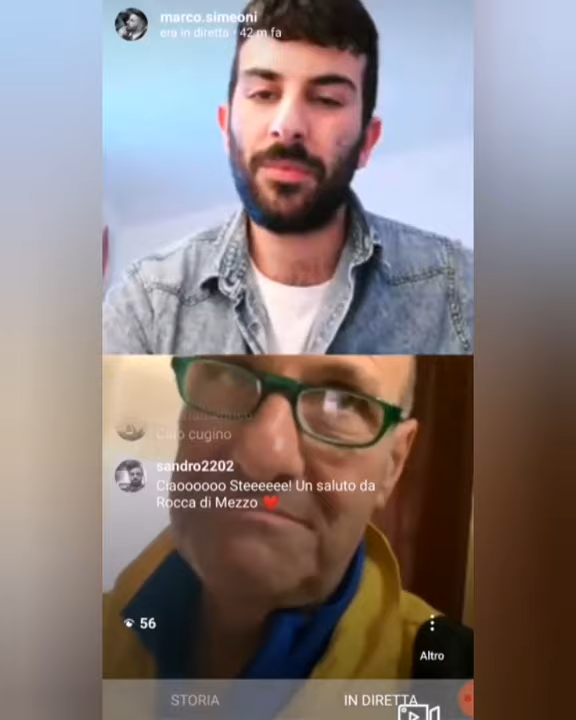 marco.simeoni
era in diretta · 42 m fa
Ciao cugino
sandro2202
Ciaoooooo Steeeeee! Un saluto da
Rocca di Mezzo ❤️
56
Altro
STORIA
IN DIRETTA